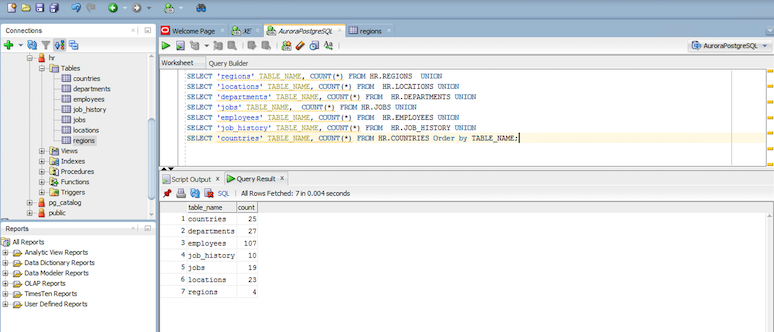 Connections
hr
Tables
countries
departments
employees
job_history
jobs
locations
regions
Views
Indexes
Procedures
Functions
Triggers
pg_catalog
public
Reports
All Reports
Analytic View Reports
Data Dictionary Reports
Data Modeler Reports
OLAP Reports
TimesTen Reports
User Defined Reports
Welcome Page XE AuroraPostgreSQL regions
AuroraPostgreSQL
Worksheet Query Builder
SELECT 'regions' TABLE_NAME, COUNT(*) FROM HR.REGIONS UNION
SELECT 'locations' TABLE_NAME, COUNT(*) FROM HR.LOCATIONS UNION
SELECT 'departments' TABLE_NAME, COUNT(*) FROM HR.DEPARTMENTS UNION
SELECT 'jobs' TABLE_NAME, COUNT(*) FROM HR.JOBS UNION
SELECT 'employees' TABLE_NAME, COUNT(*) FROM HR.EMPLOYEES UNION
SELECT 'job_history' TABLE_NAME, COUNT(*) FROM HR.JOB_HISTORY UNION
SELECT 'countries' TABLE_NAME, COUNT(*) FROM HR.COUNTRIES Order by TABLE_NAME;
Script Output x Query Result x
SQL | All Rows Fetched: 7 in 0.004 seconds
table_name count
1 countries 25
2 departments 27
3 employees 107
4 job_history 10
5 jobs 19
6 locations 23
7 regions 4